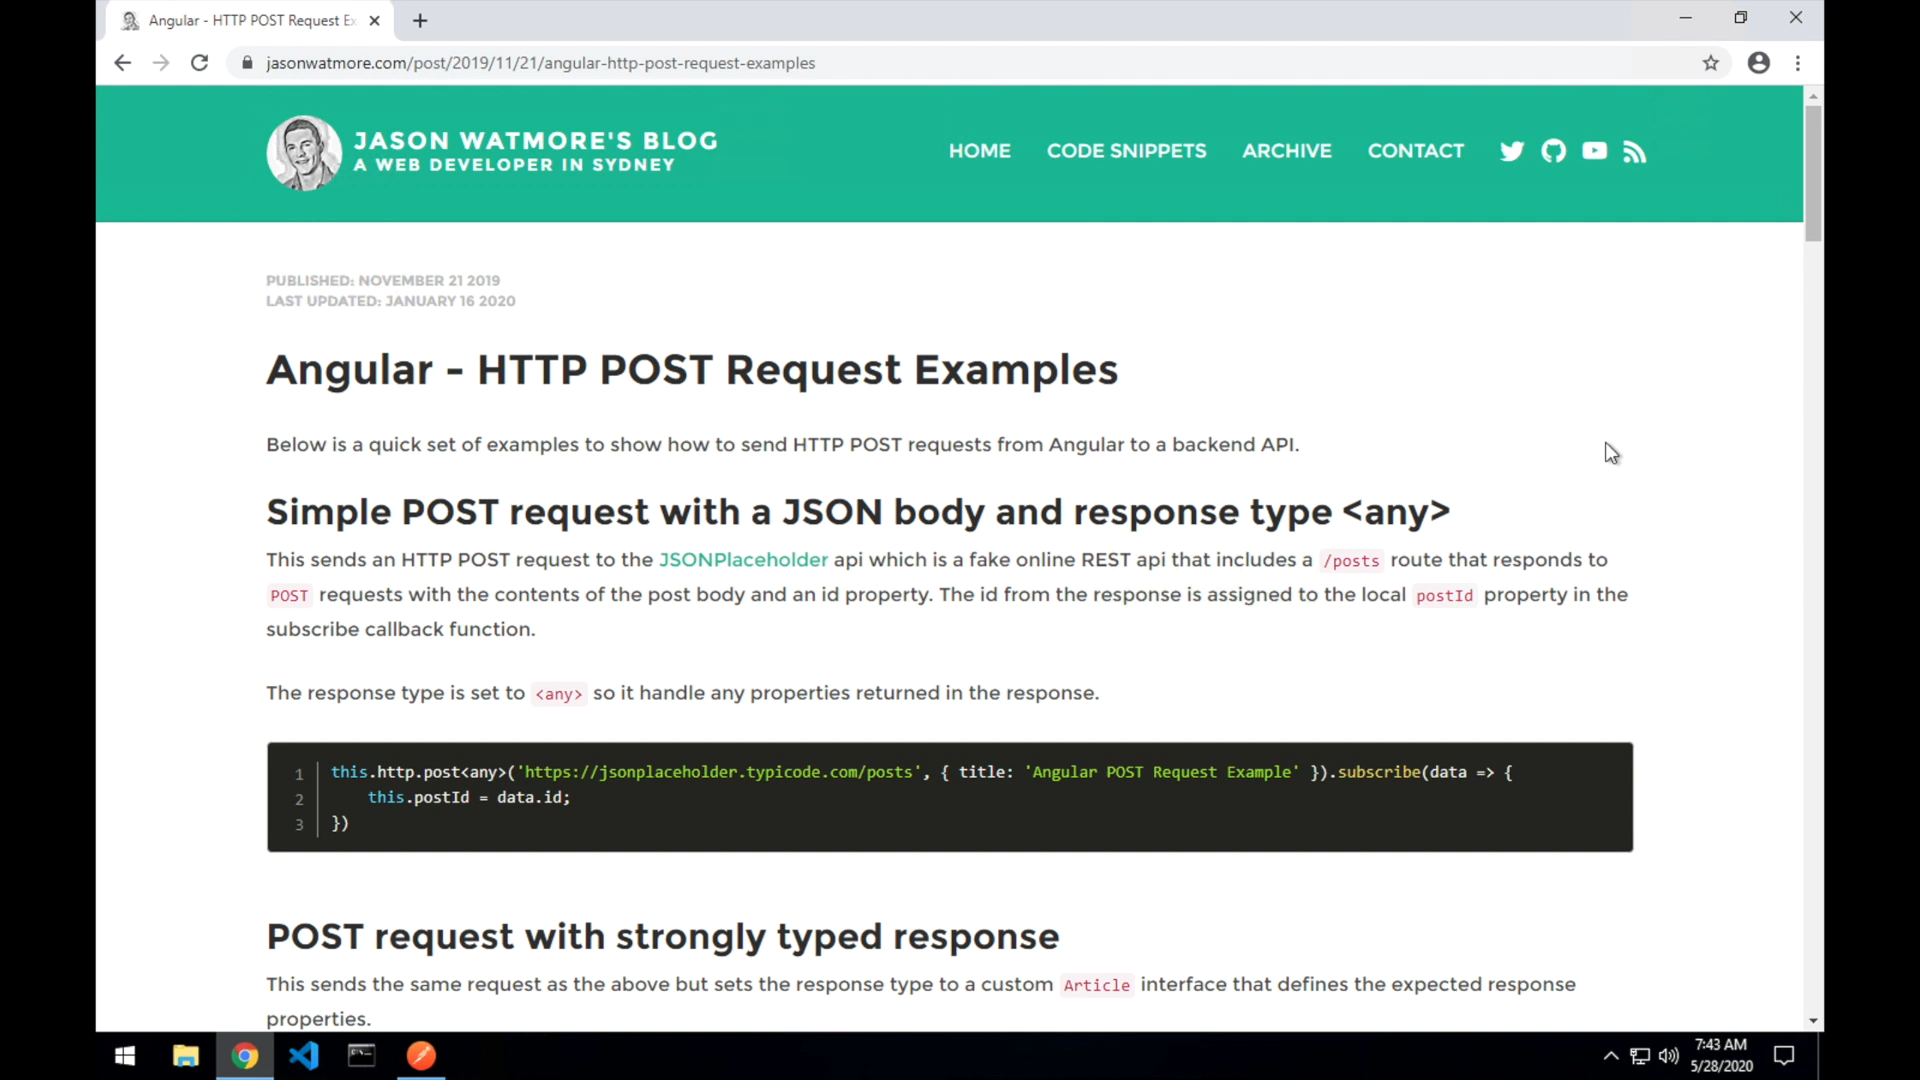 Angular - HTTP POST Request Ex
jasonwatmore.com/post/2019/11/21/angular-http-post-request-examples
JASON WATMORE'S BLOG
A WEB DEVELOPER IN SYDNEY
HOME CODE SNIPPETS ARCHIVE CONTACT
PUBLISHED: NOVEMBER 21 2019
LAST UPDATED: JANUARY 16 2020
Angular - HTTP POST Request Examples
Below is a quick set of examples to show how to send HTTP POST requests from Angular to a backend API.
Simple POST request with a JSON body and response type <any>
This sends an HTTP POST request to the JSONPlaceholder api which is a fake online REST api that includes a /posts route that responds to
POST requests with the contents of the post body and an id property. The id from the response is assigned to the local postId property in the
subscribe callback function.
The response type is set to <any> so it handle any properties returned in the response.
1 this.http.post<any>('https://jsonplaceholder.typicode.com/posts', { title: 'Angular POST Request Example' }).subscribe(data => {
2 this.postId = data.id;
3 })
POST request with strongly typed response
This sends the same request as the above but sets the response type to a custom Article interface that defines the expected response
properties.
7:43 AM
5/28/2020